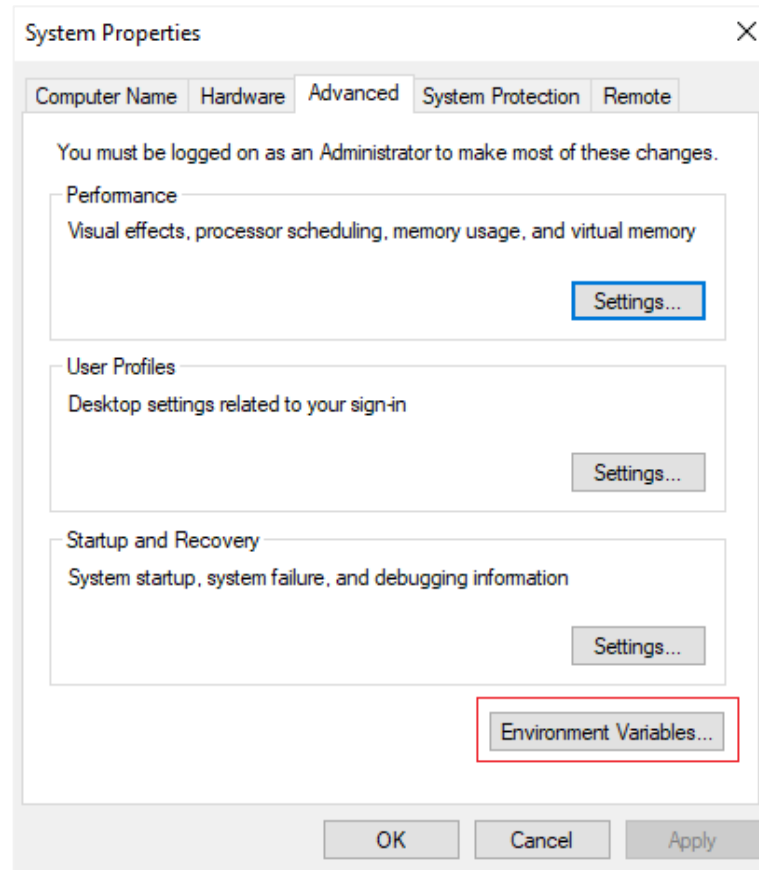 System Properties
Computer Name Hardware Advanced System Protection Remote
You must be logged on as an Administrator to make most of these changes.
Performance
Visual effects, processor scheduling, memory usage, and virtual memory
Settings...
User Profiles
Desktop settings related to your sign-in
Settings...
Startup and Recovery
System startup, system failure, and debugging information
Settings...
Environment Variables...
OK Cancel Apply